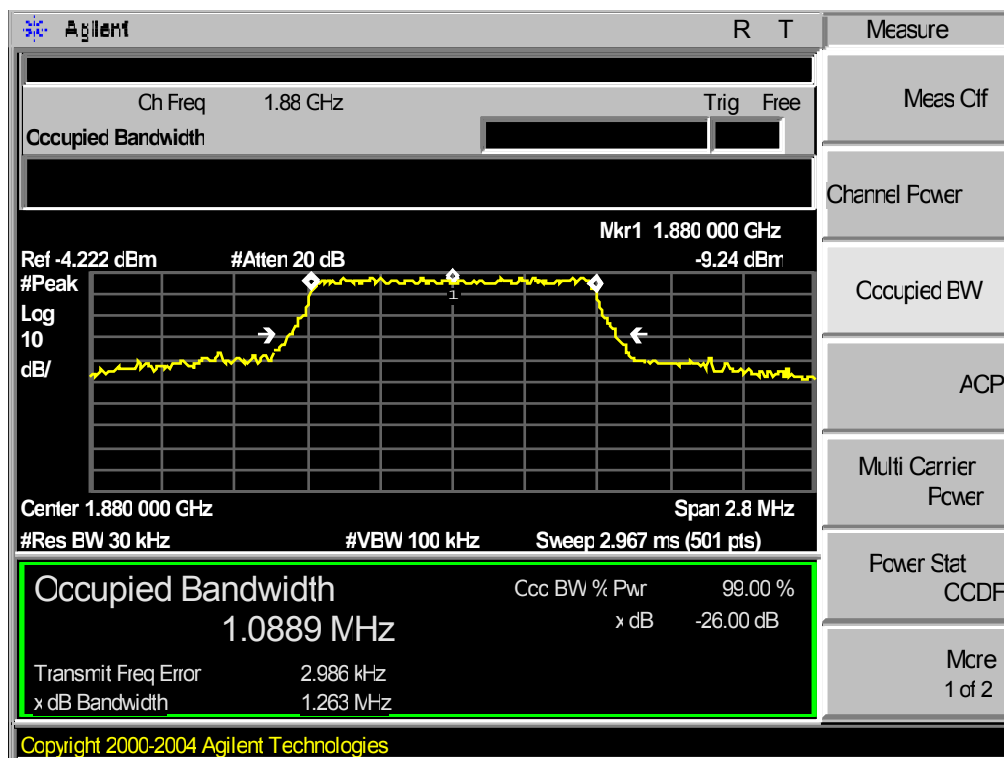 Agilent
R T
Measure
Ch Freq 1.88 GHz
Trig Free
Occupied Bandwidth
Meas Off
Channel Power
Occupied BW
ACP
Multi Carrier
Power
Power Stat
CCDF
More
1 of 2
Mkr1 1.880 000 GHz
Ref -4.222 dBm #Atten 20 dB -9.24 dBm
#Peak
Log
10
dB/
1
Center 1.880 000 GHz Span 2.8 MHz
#Res BW 30 kHz #VBW 100 kHz Sweep 2.967 ms (501 pts)
Occupied Bandwidth
1.0889 MHz
Occ BW % Pwr 99.00 %
x dB -26.00 dB
Transmit Freq Error 2.986 kHz
x dB Bandwidth 1.263 MHz
Copyright 2000-2004 Agilent Technologies